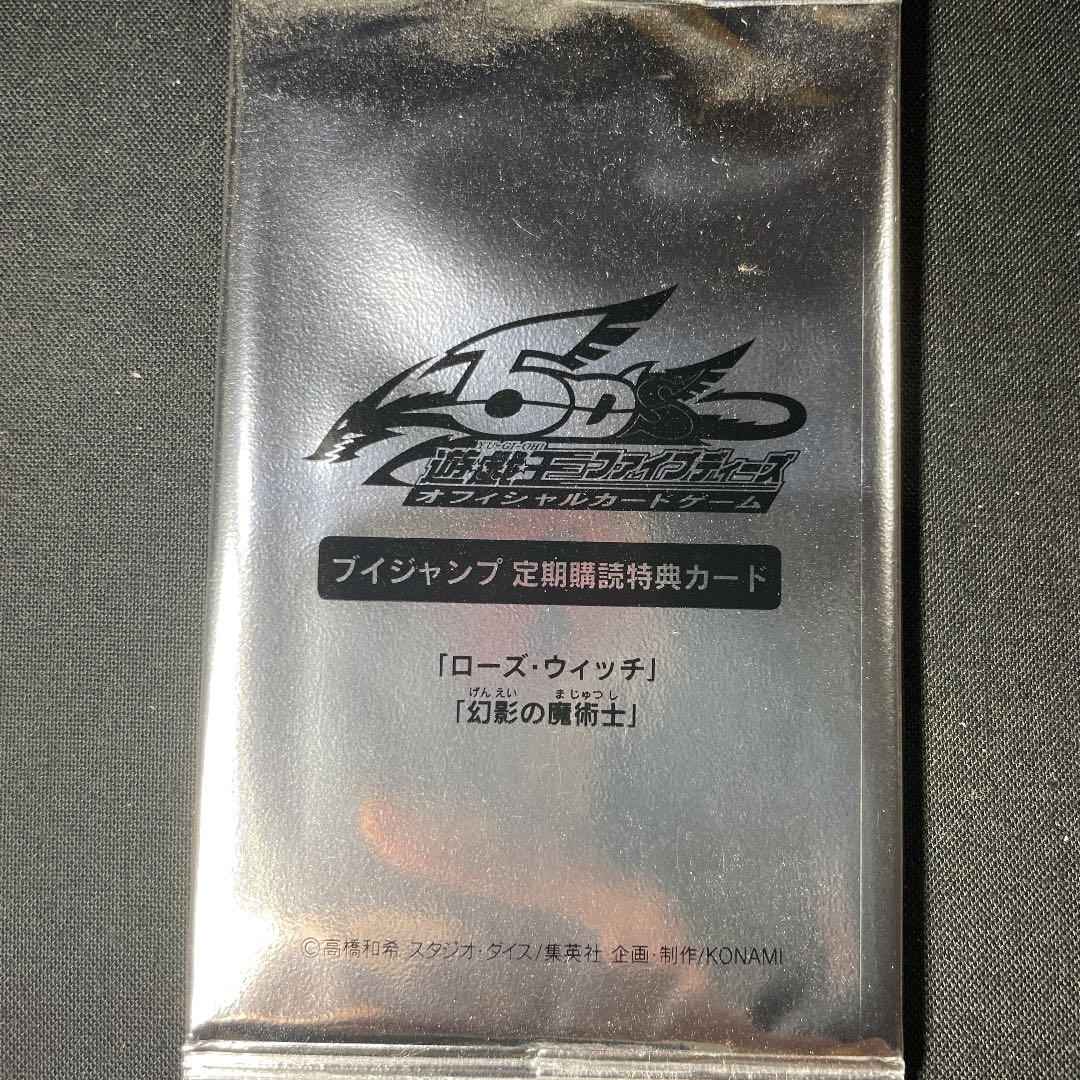 5D's
YU-GI-OH!
遊戯王ファイブディーズ
オフィシャルカードゲーム
ブイジャンプ 定期購読特典カード
「ローズ・ウィッチ」
げんえい まじゅつし
「幻影の魔術士」
©高橋和希 スタジオ・ダイス/集英社 企画・制作/KONAMI